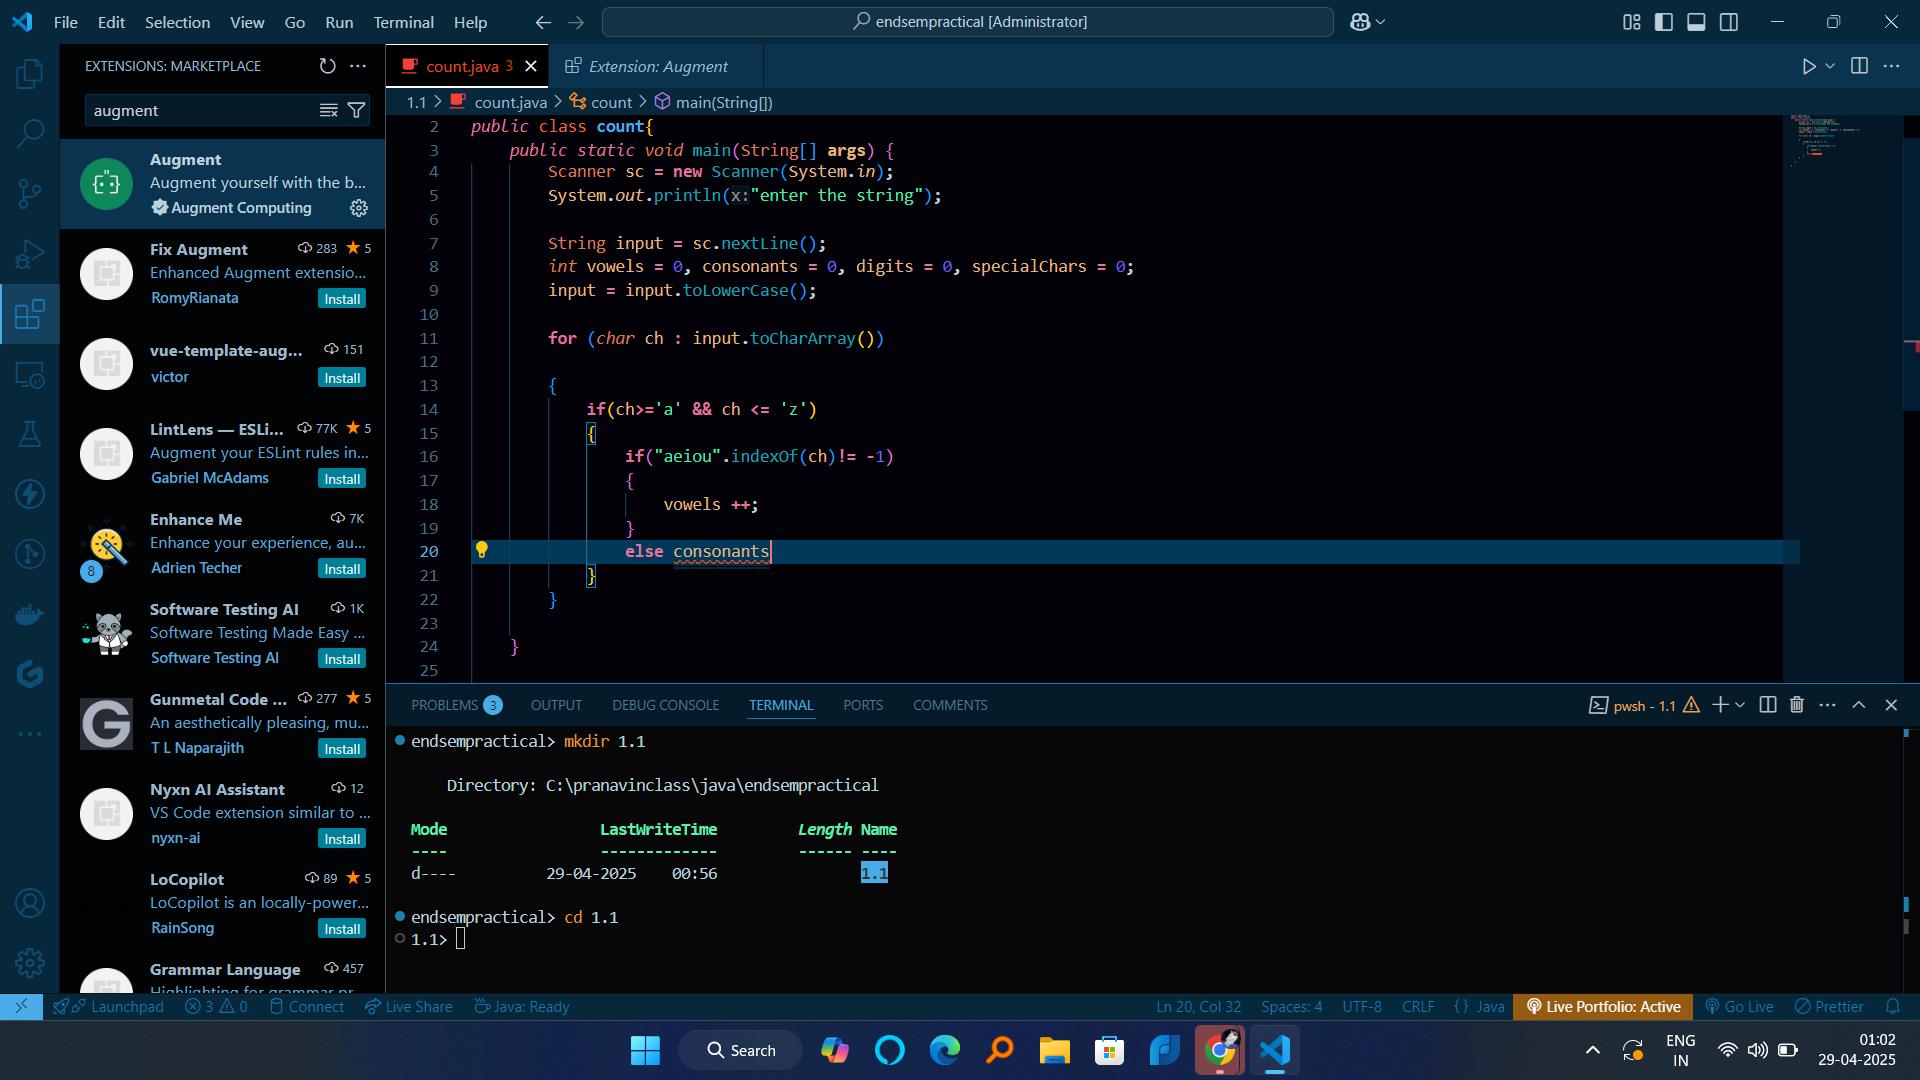 File Edit Selection View Go Run Terminal Help
endsempractical [Administrator]
EXTENSIONS: MARKETPLACE
augment
Augment
Augment yourself with the b...
Augment Computing
Fix Augment 283 5
Enhanced Augment extensio...
RomyRianata Install
vue-template-aug... 151
victor Install
LintLens — ESLi... 77K 5
Augment your ESLint rules in...
Gabriel McAdams Install
Enhance Me 7K
Enhance your experience, au...
8 Adrien Techer Install
Software Testing AI 1K
Software Testing Made Easy ...
Software Testing AI Install
Gunmetal Code ... 277 5
An aesthetically pleasing, mu...
T L Naparajith Install
Nyxn AI Assistant 12
VS Code extension similar to ...
nyxn-ai Install
LoCopilot 89 5
LoCopilot is an locally-power...
RainSong Install
Grammar Language 457
count.java 3 Extension: Augment
1.1 > count.java > count > main(String[])
2 public class count{
3 public static void main(String[] args) {
4 Scanner sc = new Scanner(System.in);
5 System.out.println(x:"enter the string");
6
7 String input = sc.nextLine();
8 int vowels = 0, consonants = 0, digits = 0, specialChars = 0;
9 input = input.toLowerCase();
10
11 for (char ch : input.toCharArray())
12
13 {
14 if(ch>='a' && ch <= 'z')
15 {
16 if("aeiou".indexOf(ch)!= -1)
17 {
18 vowels ++;
19 }
20 else consonants
21 }
22 }
23
24 }
25
PROBLEMS 3 OUTPUT DEBUG CONSOLE TERMINAL PORTS COMMENTS pwsh - 1.1
endsempractical> mkdir 1.1
Directory: C:\pranavinclass\java\endsempractical
Mode LastWriteTime Length Name
---- ------------- ------ ----
d---- 29-04-2025 00:56 1.1
endsempractical> cd 1.1
1.1>
Launchpad 3 0 Connect Live Share Java: Ready Ln 20, Col 32 Spaces: 4 UTF-8 CRLF {} Java Live Portfolio: Active Go Live Prettier
Search
ENG
IN
01:02
29-04-2025